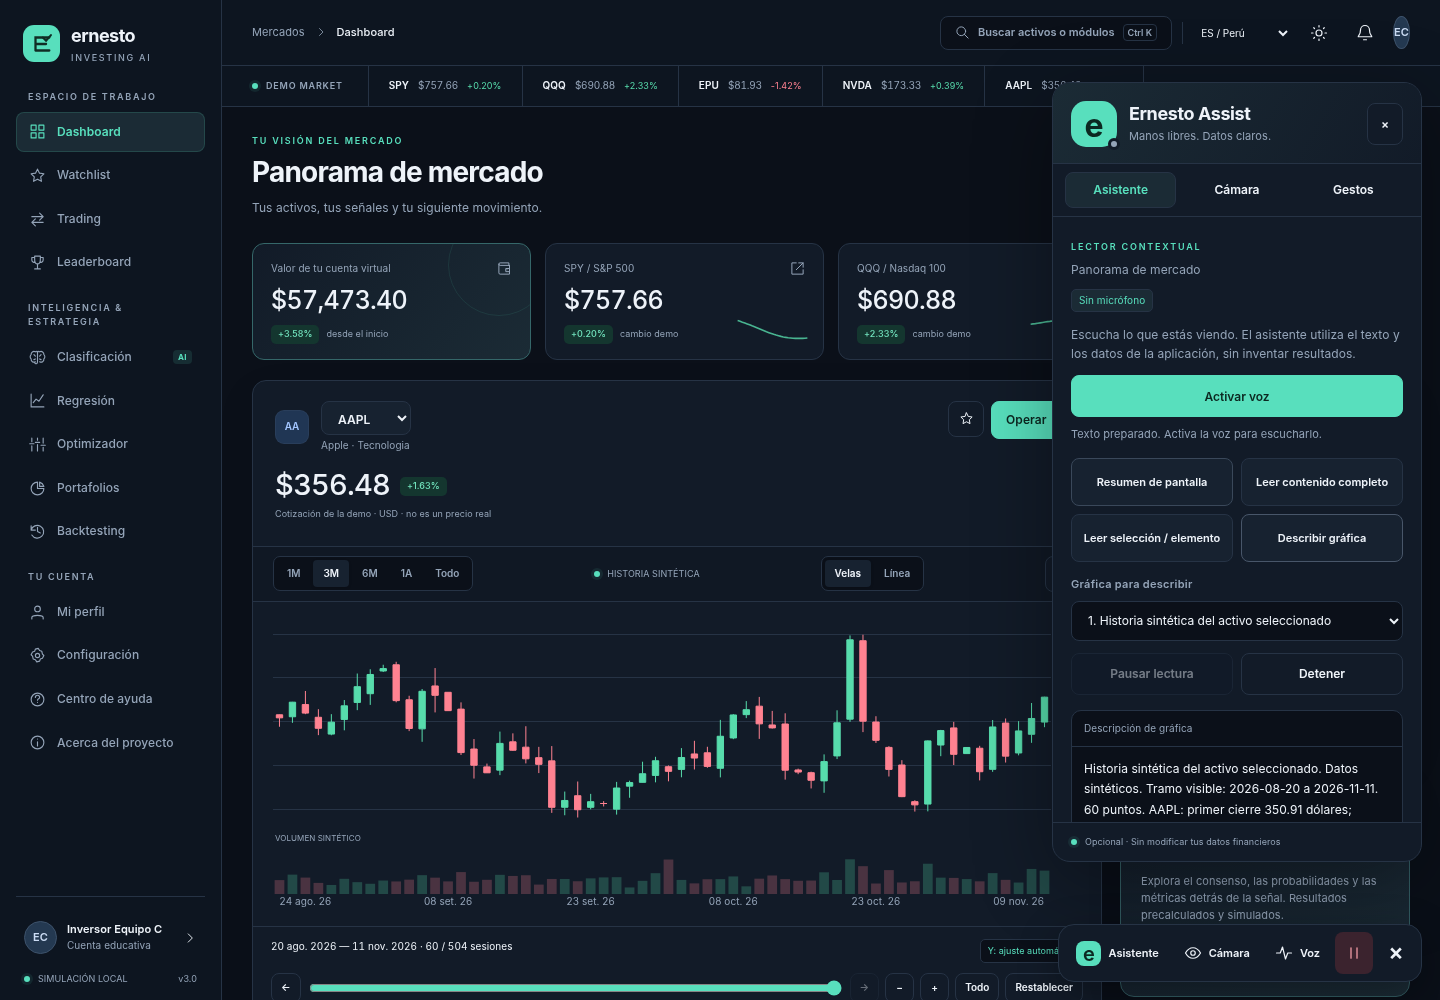 ernesto
INVESTING AI
ESPACIO DE TRABAJO
Dashboard
Watchlist
Trading
Leaderboard
INTELIGENCIA &
ESTRATEGIA
Clasificación
AI
Regresión
Optimizador
Portafolios
Backtesting
TU CUENTA
Mi perfil
Configuración
Centro de ayuda
Acerca del proyecto
EC
Inversor Equipo C
Cuenta educativa
SIMULACIÓN LOCAL v3.0
Mercados > Dashboard
Buscar activos o módulos Ctrl K
ES / Perú
EC
DEMO MARKET
SPY $757.66 +0.20%
QQQ $690.88 +2.33%
EPU $81.93 -1.42%
NVDA $173.33 +0.39%
AAPL
TU VISIÓN DEL MERCADO
Panorama de mercado
Tus activos, tus señales y tu siguiente movimiento.
Valor de tu cuenta virtual
$57,473.40
+3.58% desde el inicio
SPY / S&P 500
$757.66
+0.20% cambio demo
QQQ / Nasdaq 100
$690.88
+2.33% cambio demo
AA
AAPL
Apple · Tecnologia
Operar
$356.48 +1.63%
Cotización de la demo · USD · no es un precio real
1M 3M 6M 1A Todo
HISTORIA SINTÉTICA
Velas Línea
VOLUMEN SINTÉTICO
24 ago. 26 08 set. 26 23 set. 26 08 oct. 26 23 oct. 26 09 nov. 26
20 ago. 2026 — 11 nov. 2026 · 60 / 504 sesiones
Y: ajuste automá
← → − + Todo Restablecer
e
Ernesto Assist
Manos libres. Datos claros.
×
Asistente Cámara Gestos
LECTOR CONTEXTUAL
Panorama de mercado
Sin micrófono
Escucha lo que estás viendo. El asistente utiliza el texto y
los datos de la aplicación, sin inventar resultados.
Activar voz
Texto preparado. Activa la voz para escucharlo.
Resumen de pantalla Leer contenido completo
Leer selección / elemento Describir gráfica
Gráfica para describir
1. Historia sintética del activo seleccionado
Pausar lectura Detener
Descripción de gráfica
Historia sintética del activo seleccionado. Datos
sintéticos. Tramo visible: 2026-08-20 a 2026-11-11.
60 puntos. AAPL: primer cierre 350.91 dólares;
Opcional · Sin modificar tus datos financieros
Explora el consenso, las probabilidades y las
métricas detrás de la señal. Resultados
precalculados y simulados.
e Asistente Cámara Voz ×